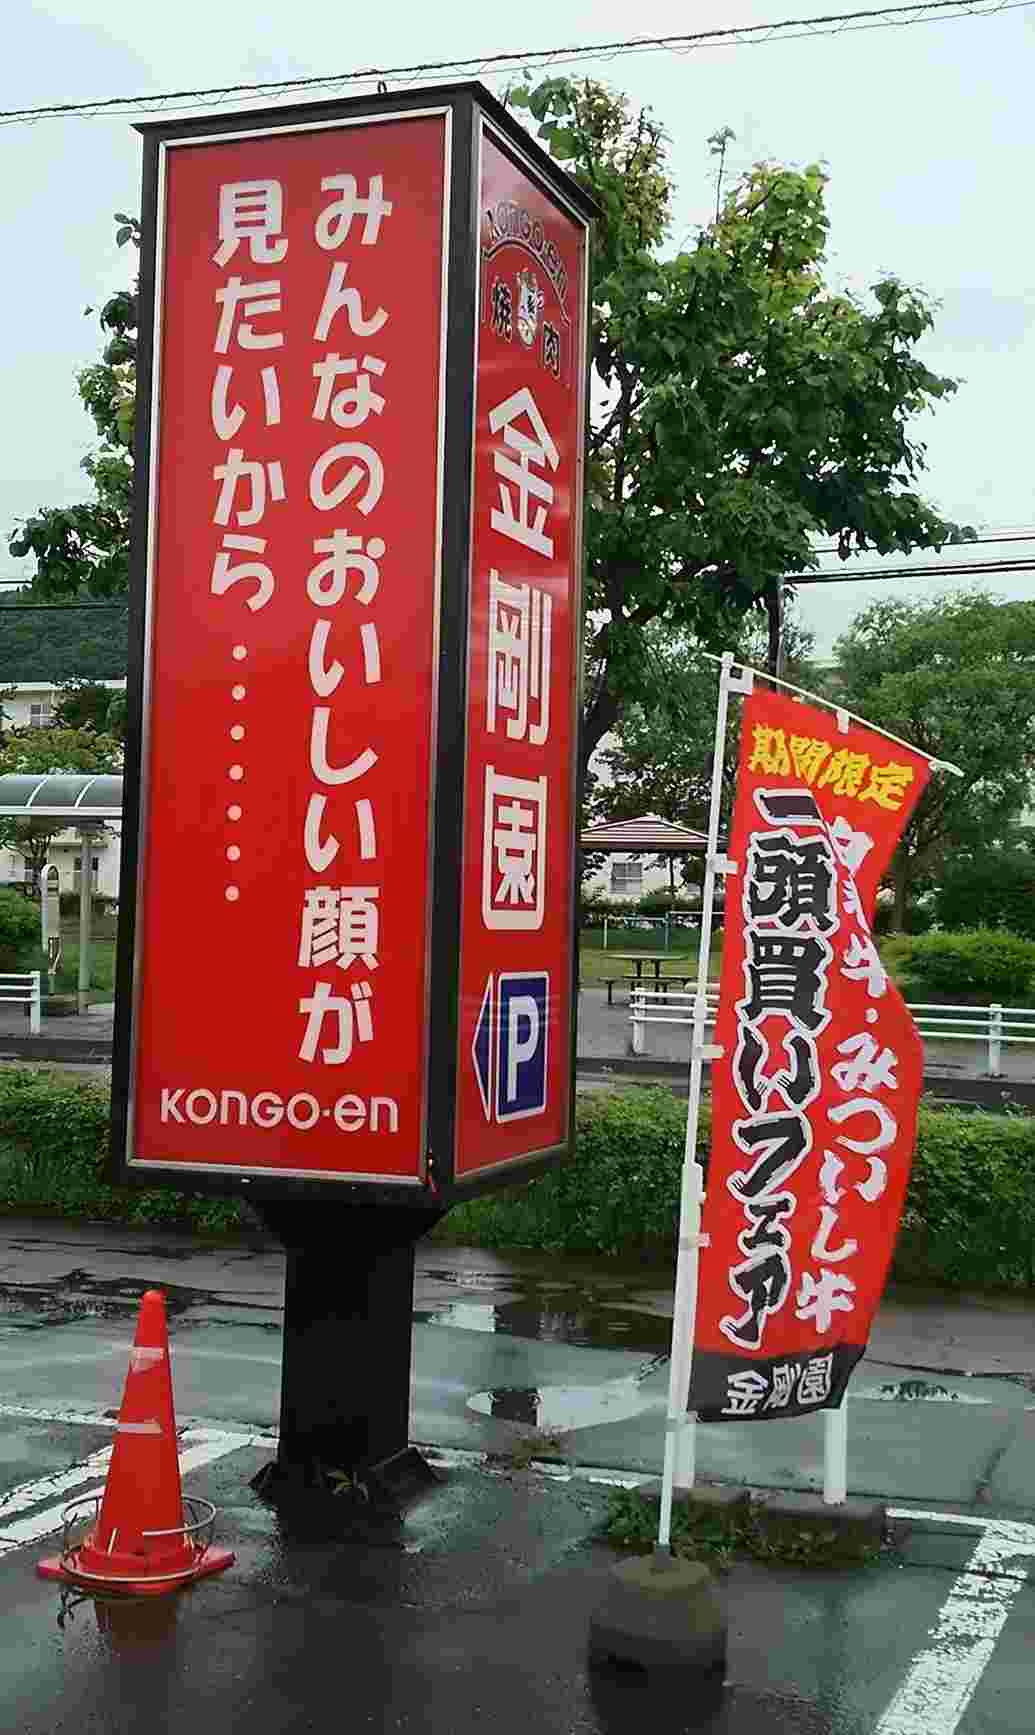 みんなのおいしい顔が
見たいから‥‥‥
KONGO・en
Kongo-en
焼肉
金剛園
P
期間限定
牛・みついし牛
一頭買いフェア
金剛園